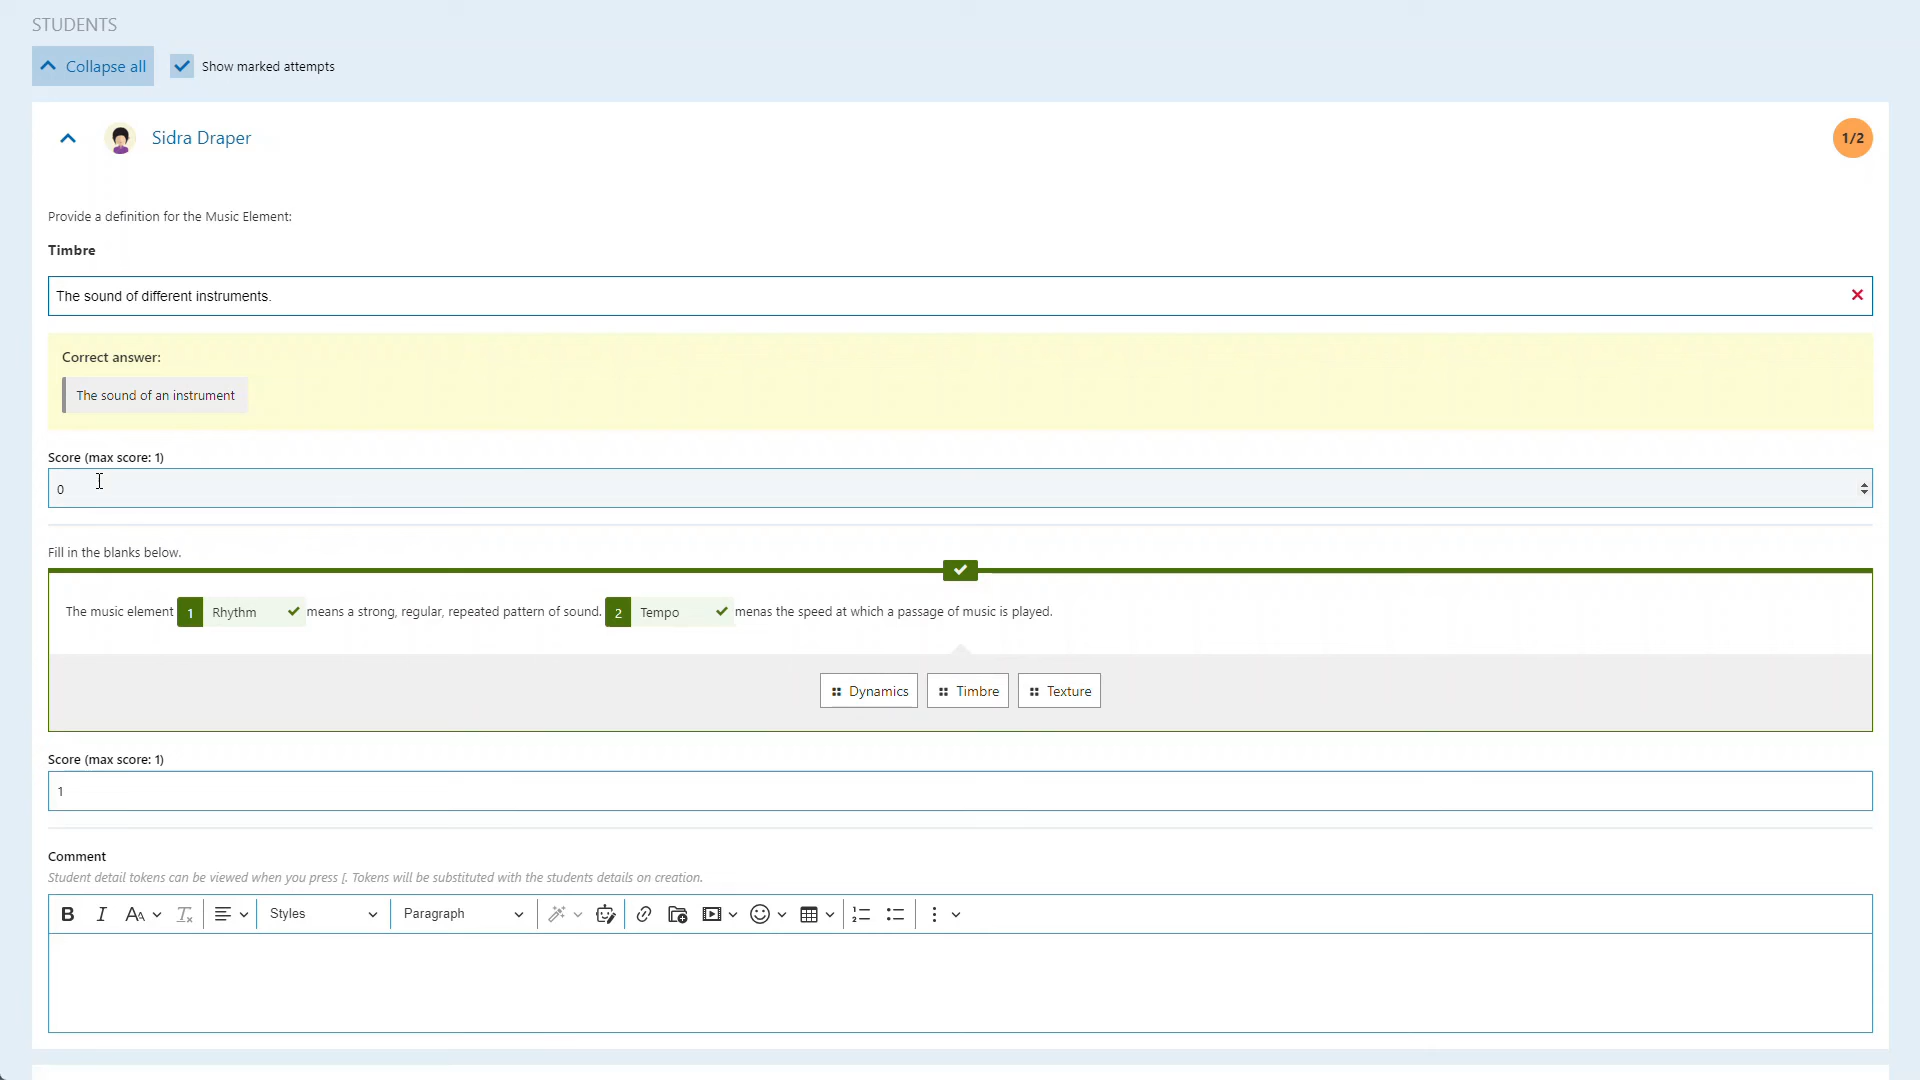 STUDENTS
Collapse all Show marked attempts
Sidra Draper 1/2
Provide a definition for the Music Element:
Timbre
The sound of different instruments.
Correct answer:
The sound of an instrument
Score (max score: 1)
0
Fill in the blanks below.
The music element 1 Rhythm means a strong, regular, repeated pattern of sound. 2 Tempo menas the speed at which a passage of music is played.
Dynamics Timbre Texture
Score (max score: 1)
1
Comment
Student detail tokens can be viewed when you press [. Tokens will be substituted with the students details on creation.
Styles Paragraph